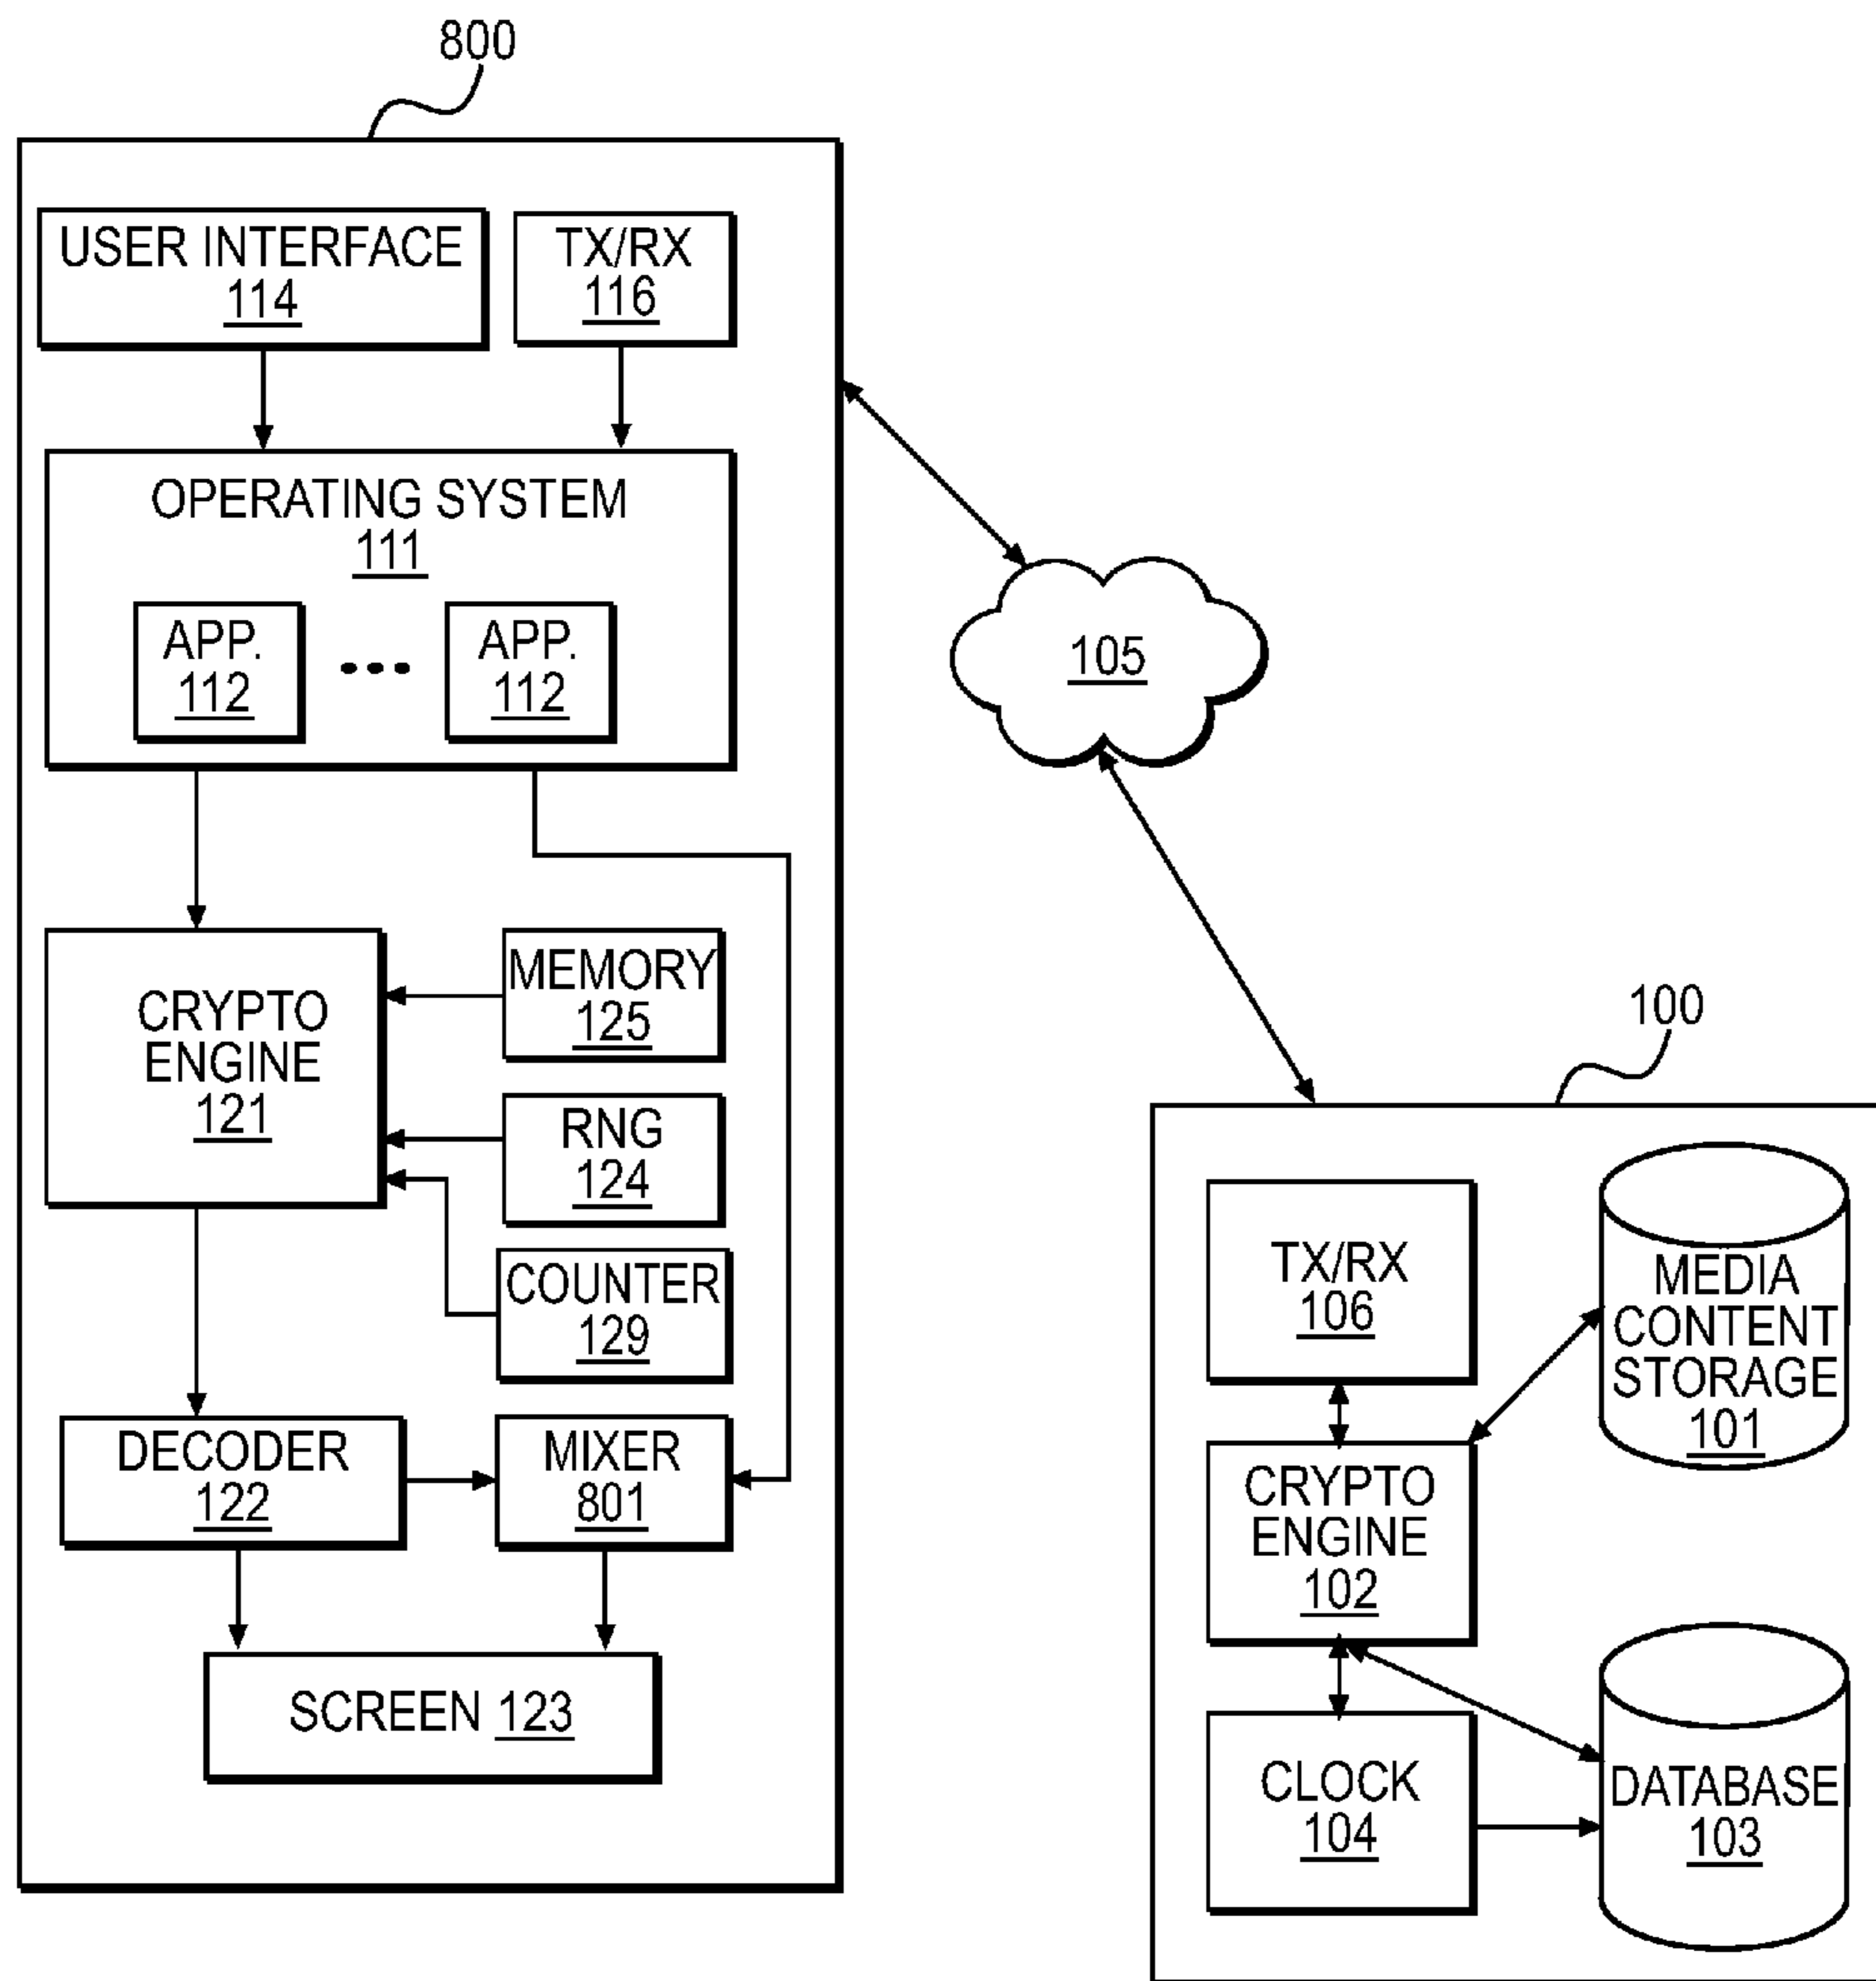 800
USER INTERFACE
114
TX/RX
116
OPERATING SYSTEM
111
APP.
112
APP.
112
105
CRYPTO
ENGINE
121
MEMORY
125
RNG
124
COUNTER
129
DECODER
122
MIXER
801
SCREEN 123
100
TX/RX
106
MEDIA
CONTENT
STORAGE
101
CRYPTO
ENGINE
102
CLOCK
104
DATABASE
103